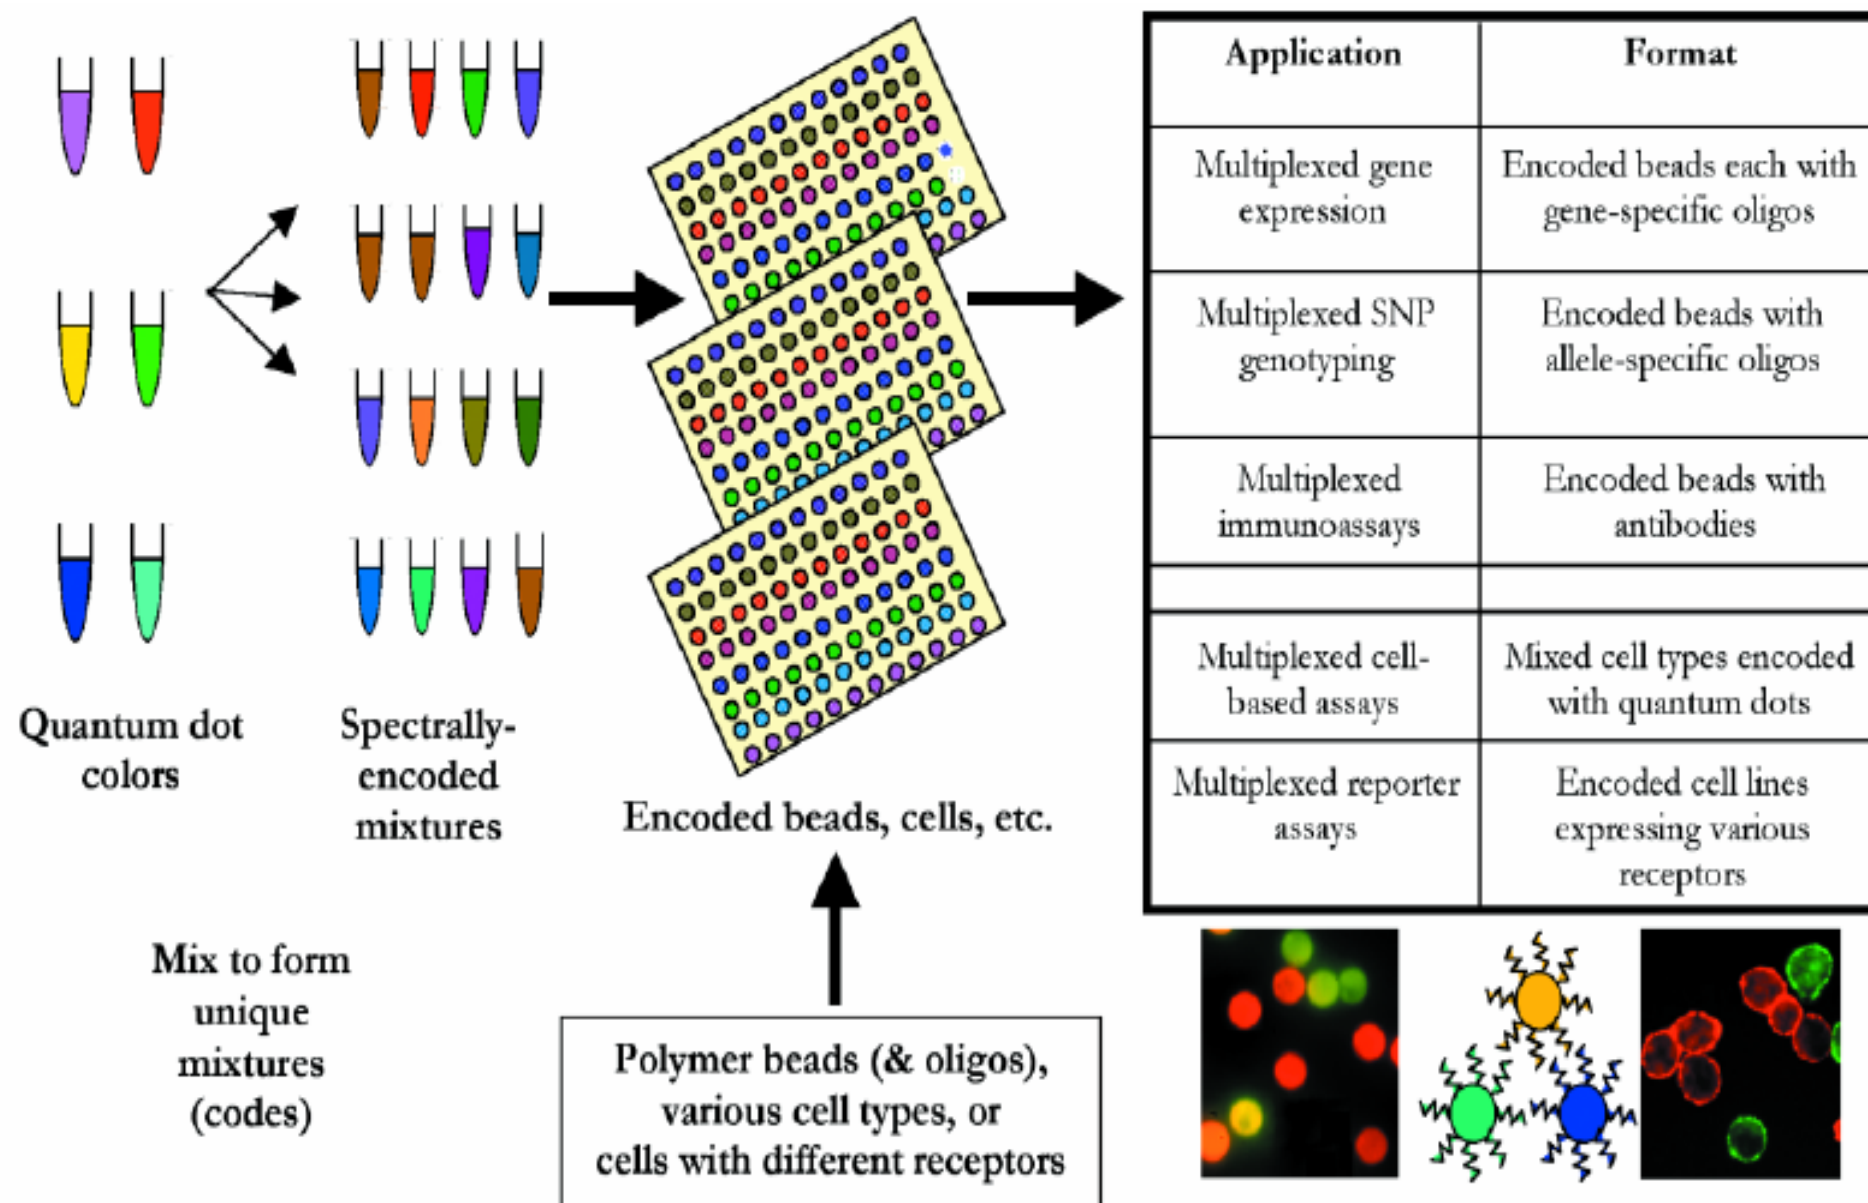 Quantum dot
colors
Spectrally-
encoded
mixtures
Mix to form
unique
mixtures
(codes)
Encoded beads, cells, etc.
Polymer beads (& oligos),
various cell types, or
cells with different receptors
Application
Format
Multiplexed gene
expression
Encoded beads each with
gene-specific oligos
Multiplexed SNP
genotyping
Encoded beads with
allele-specific oligos
Multiplexed
immunoassays
Encoded beads with
antibodies
Multiplexed cell-
based assays
Mixed cell types encoded
with quantum dots
Multiplexed reporter
assays
Encoded cell lines
expressing various
receptors